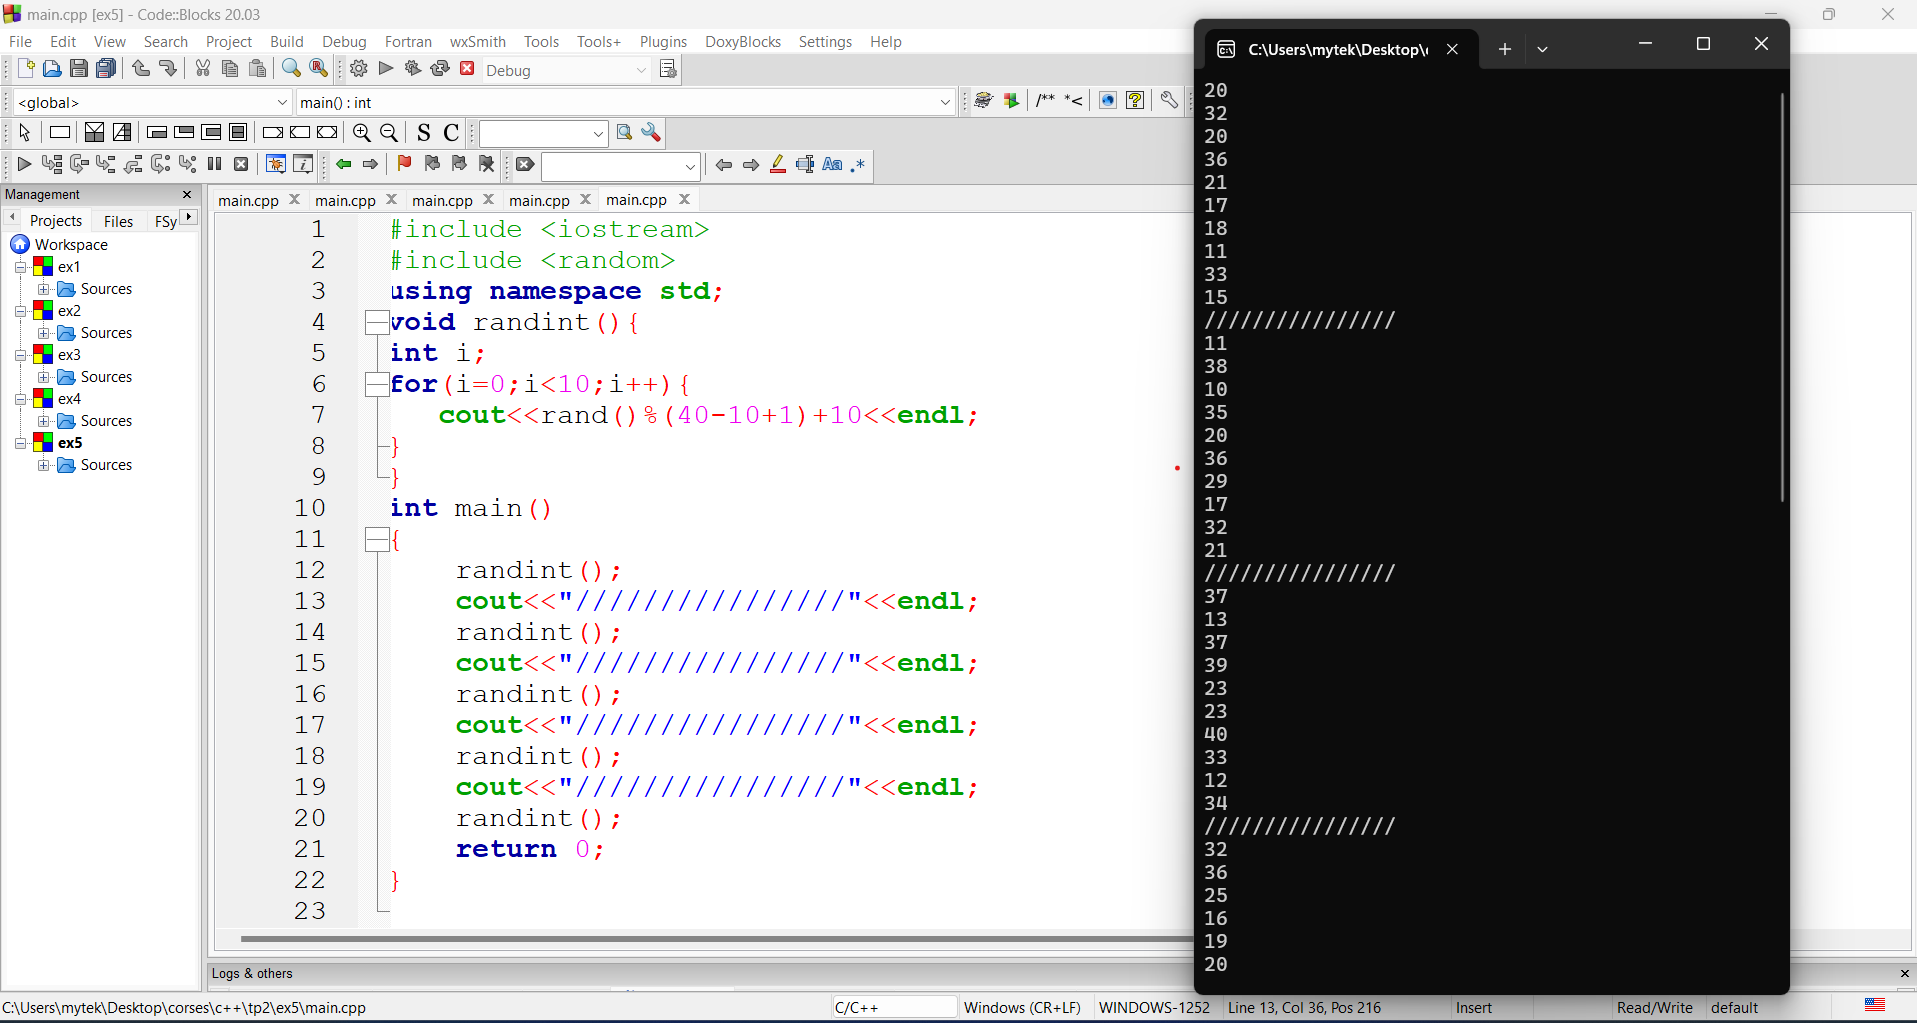 main.cpp [ex5] - Code::Blocks 20.03
File Edit View Search Project Build Debug Fortran wxSmith Tools Tools+ Plugins DoxyBlocks Settings Help
Debug
<global> main() : int
/** *<
S C
Aa .*
Management
Projects Files FSy
Workspace
ex1
Sources
ex2
Sources
ex3
Sources
ex4
Sources
ex5
Sources
main.cpp main.cpp main.cpp main.cpp main.cpp
1 #include <iostream>
2 #include <random>
3 using namespace std;
4 void randint(){
5 int i;
6 for(i=0;i<10;i++){
7 cout<<rand()%(40-10+1)+10<<endl;
8 }
9 }
10 int main()
11 {
12 randint();
13 cout<<"////////////////"<<endl;
14 randint();
15 cout<<"////////////////"<<endl;
16 randint();
17 cout<<"////////////////"<<endl;
18 randint();
19 cout<<"////////////////"<<endl;
20 randint();
21 return 0;
22 }
23
C:\Users\mytek\Desktop\
20
32
20
36
21
17
18
11
33
15
////////////////
11
38
10
35
20
36
29
17
32
21
////////////////
37
13
37
39
23
23
40
33
12
34
////////////////
32
36
25
16
19
20
Logs & others
C:\Users\mytek\Desktop\corses\c++\tp2\ex5\main.cpp C/C++ Windows (CR+LF) WINDOWS-1252 Line 13, Col 36, Pos 216 Insert Read/Write default